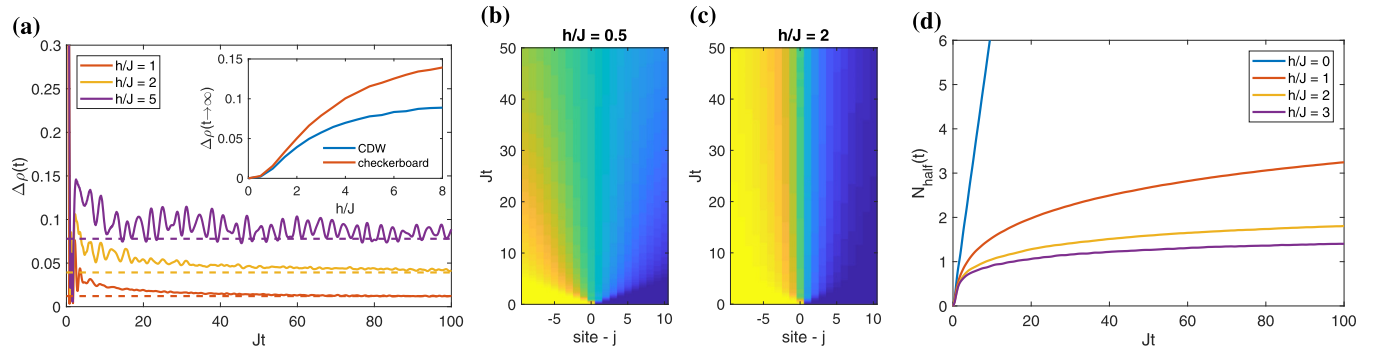 (a)
0.3
0.25
0.2
0.15
0.1
0.05
0
Δρ(t)
h/J = 1
h/J = 2
h/J = 5
0.15
0.1
0.05
0
Δρ(t→∞)
CDW
checkerboard
0 2 4 6 8
h/J
0 20 40 60 80 100
Jt
(b)
h/J = 0.5
50
40
30
20
10
0
Jt
-5 0 5 10
site - j
(c)
h/J = 2
50
40
30
20
10
0
Jt
-5 0 5 10
site - j
(d)
6
5
4
3
2
1
0
N_half(t)
h/J = 0
h/J = 1
h/J = 2
h/J = 3
0 20 40 60 80 100
Jt